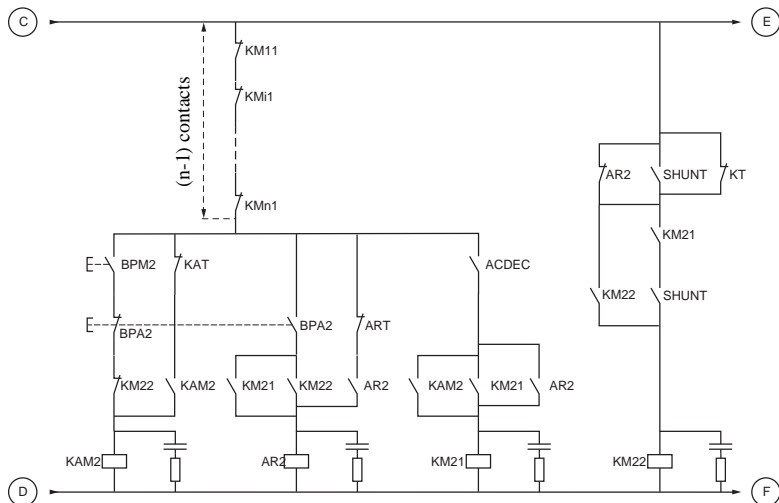 C
E
KM11
KMi1
(n-1) contacts
KMn1
AR2
SHUNT
KT
KM21
BPM2
KAT
ACDEC
KM22
SHUNT
BPA2
BPA2
ART
KM22
KAM2
KM21
KM22
AR2
KAM2
KM21
AR2
KAM2
AR2
KM21
KM22
D
F